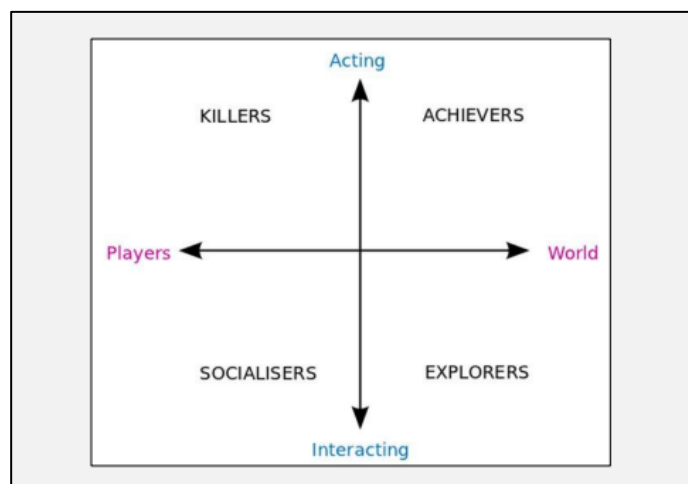 Acting
KILLERS ACHIEVERS
Players World
SOCIALISERS EXPLORERS
Interacting